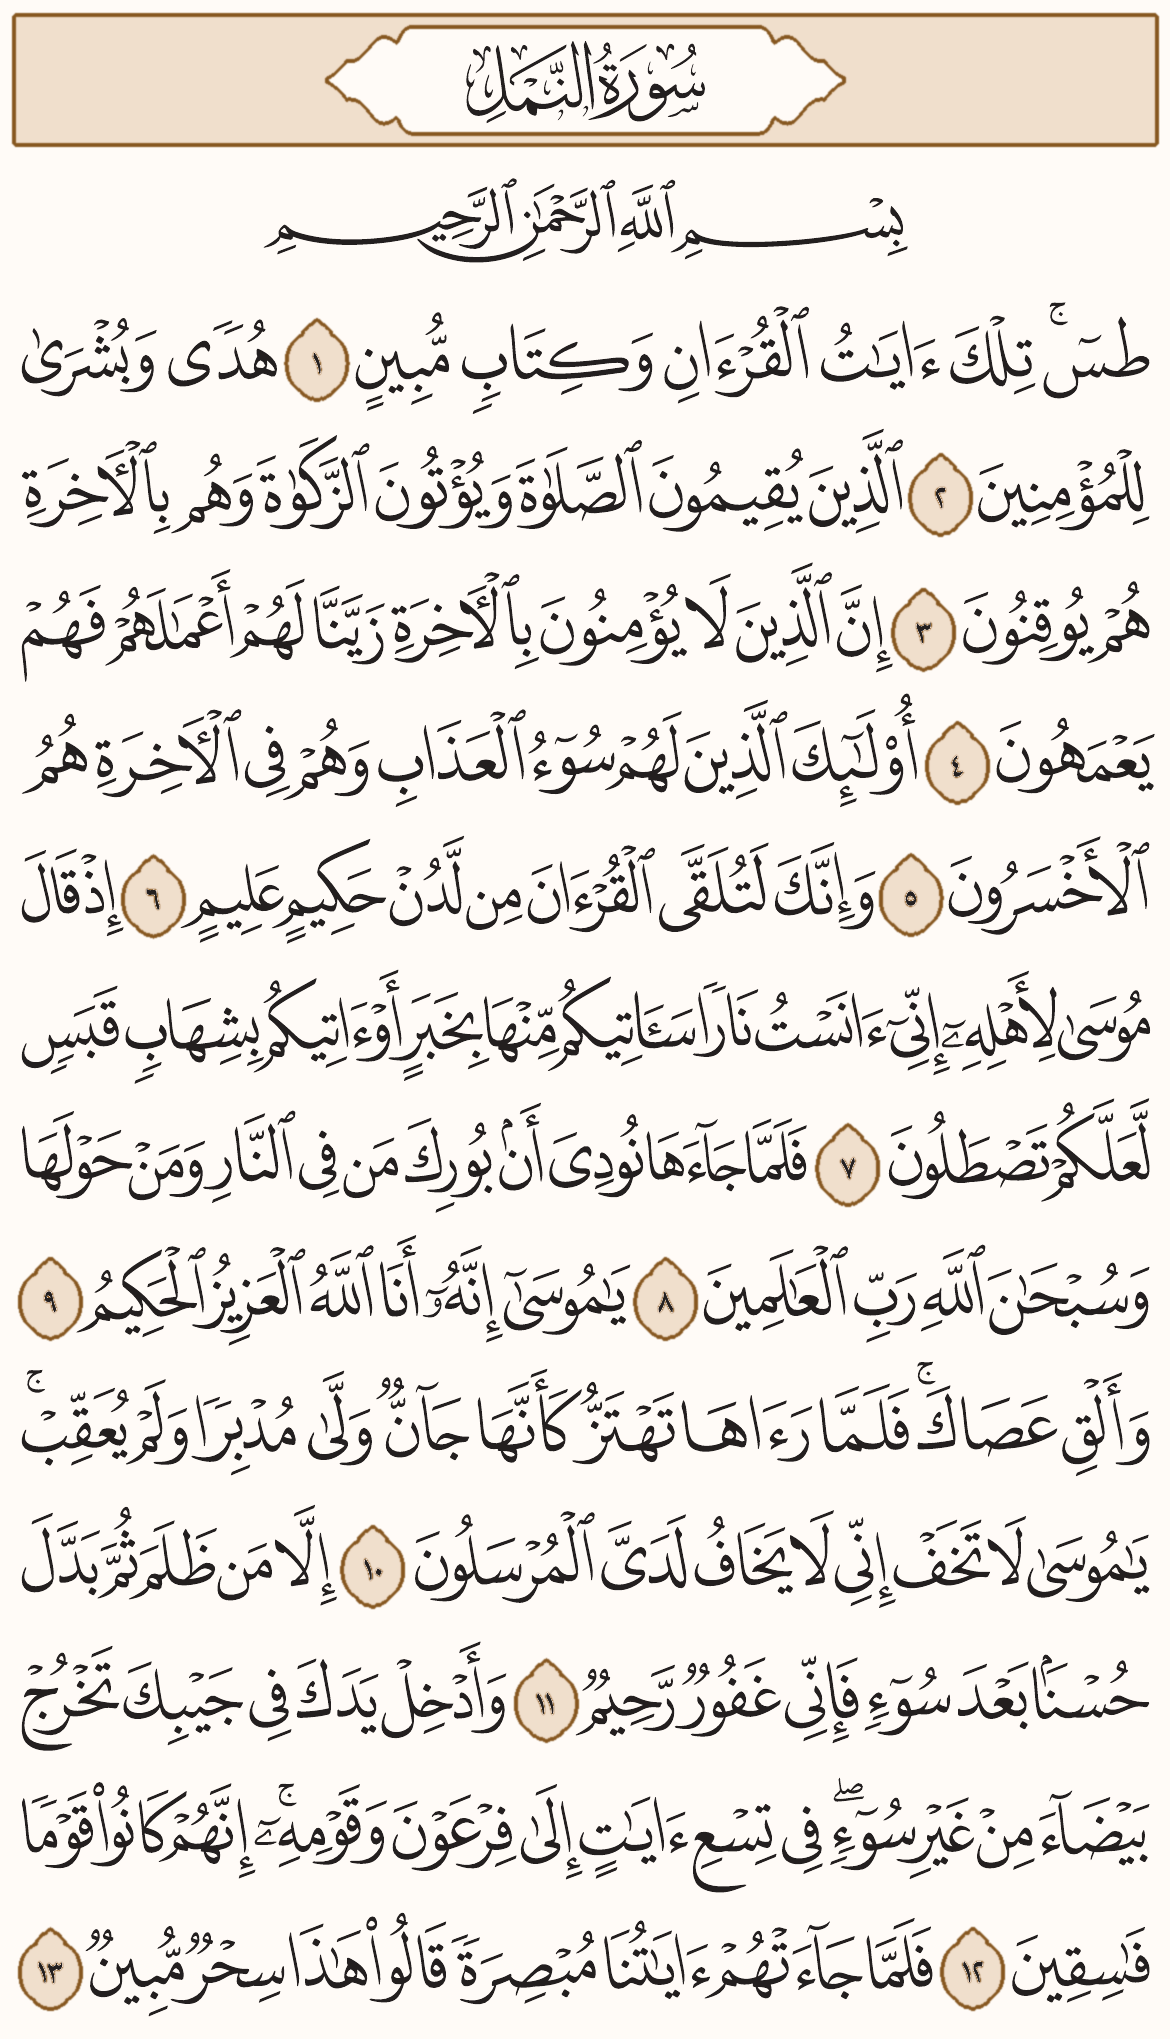 سُورَةُ النَّمۡلِ
بِسۡمِ ٱللَّهِ ٱلرَّحۡمَٰنِ ٱلرَّحِيمِ
طسٓۚ تِلۡكَ ءَايَٰتُ ٱلۡقُرۡءَانِ وَكِتَابٖ مُّبِينٍ ١ هُدٗى وَبُشۡرَىٰ
لِلۡمُؤۡمِنِينَ ٢ ٱلَّذِينَ يُقِيمُونَ ٱلصَّلَوٰةَ وَيُؤۡتُونَ ٱلزَّكَوٰةَ وَهُم بِٱلۡأٓخِرَةِ
هُمۡ يُوقِنُونَ ٣ إِنَّ ٱلَّذِينَ لَا يُؤۡمِنُونَ بِٱلۡأٓخِرَةِ زَيَّنَّا لَهُمۡ أَعۡمَٰلَهُمۡ فَهُمۡ
يَعۡمَهُونَ ٤ أُوْلَٰٓئِكَ ٱلَّذِينَ لَهُمۡ سُوٓءُ ٱلۡعَذَابِ وَهُمۡ فِي ٱلۡأٓخِرَةِ هُمُ
ٱلۡأَخۡسَرُونَ ٥ وَإِنَّكَ لَتُلَقَّى ٱلۡقُرۡءَانَ مِن لَّدُنۡ حَكِيمٍ عَلِيمٍ ٦ إِذۡ قَالَ
مُوسَىٰ لِأَهۡلِهِۦٓ إِنِّيٓ ءَانَسۡتُ نَارٗا سَـَٔاتِيكُم مِّنۡهَا بِخَبَرٍ أَوۡ ءَاتِيكُم بِشِهَابٖ قَبَسٖ
لَّعَلَّكُمۡ تَصۡطَلُونَ ٧ فَلَمَّا جَآءَهَا نُودِيَ أَنۢ بُورِكَ مَن فِي ٱلنَّارِ وَمَنۡ حَوۡلَهَا
وَسُبۡحَٰنَ ٱللَّهِ رَبِّ ٱلۡعَٰلَمِينَ ٨ يَٰمُوسَىٰٓ إِنَّهُۥٓ أَنَا ٱللَّهُ ٱلۡعَزِيزُ ٱلۡحَكِيمُ ٩
وَأَلۡقِ عَصَاكَۚ فَلَمَّا رَءَاهَا تَهۡتَزُّ كَأَنَّهَا جَآنّٞ وَلَّىٰ مُدۡبِرٗا وَلَمۡ يُعَقِّبۡۚ
يَٰمُوسَىٰ لَا تَخَفۡ إِنِّي لَا يَخَافُ لَدَيَّ ٱلۡمُرۡسَلُونَ ١٠ إِلَّا مَن ظَلَمَ ثُمَّ بَدَّلَ
حُسۡنَۢا بَعۡدَ سُوٓءٖ فَإِنِّي غَفُورٞ رَّحِيمٞ ١١ وَأَدۡخِلۡ يَدَكَ فِي جَيۡبِكَ تَخۡرُجۡ
بَيۡضَآءَ مِنۡ غَيۡرِ سُوٓءٖۖ فِي تِسۡعِ ءَايَٰتٍ إِلَىٰ فِرۡعَوۡنَ وَقَوۡمِهِۦٓۚ إِنَّهُمۡ كَانُواْ قَوۡمٗا
فَٰسِقِينَ ١٢ فَلَمَّا جَآءَتۡهُمۡ ءَايَٰتُنَا مُبۡصِرَةٗ قَالُواْ هَٰذَا سِحۡرٞ مُّبِينٞ ١٣